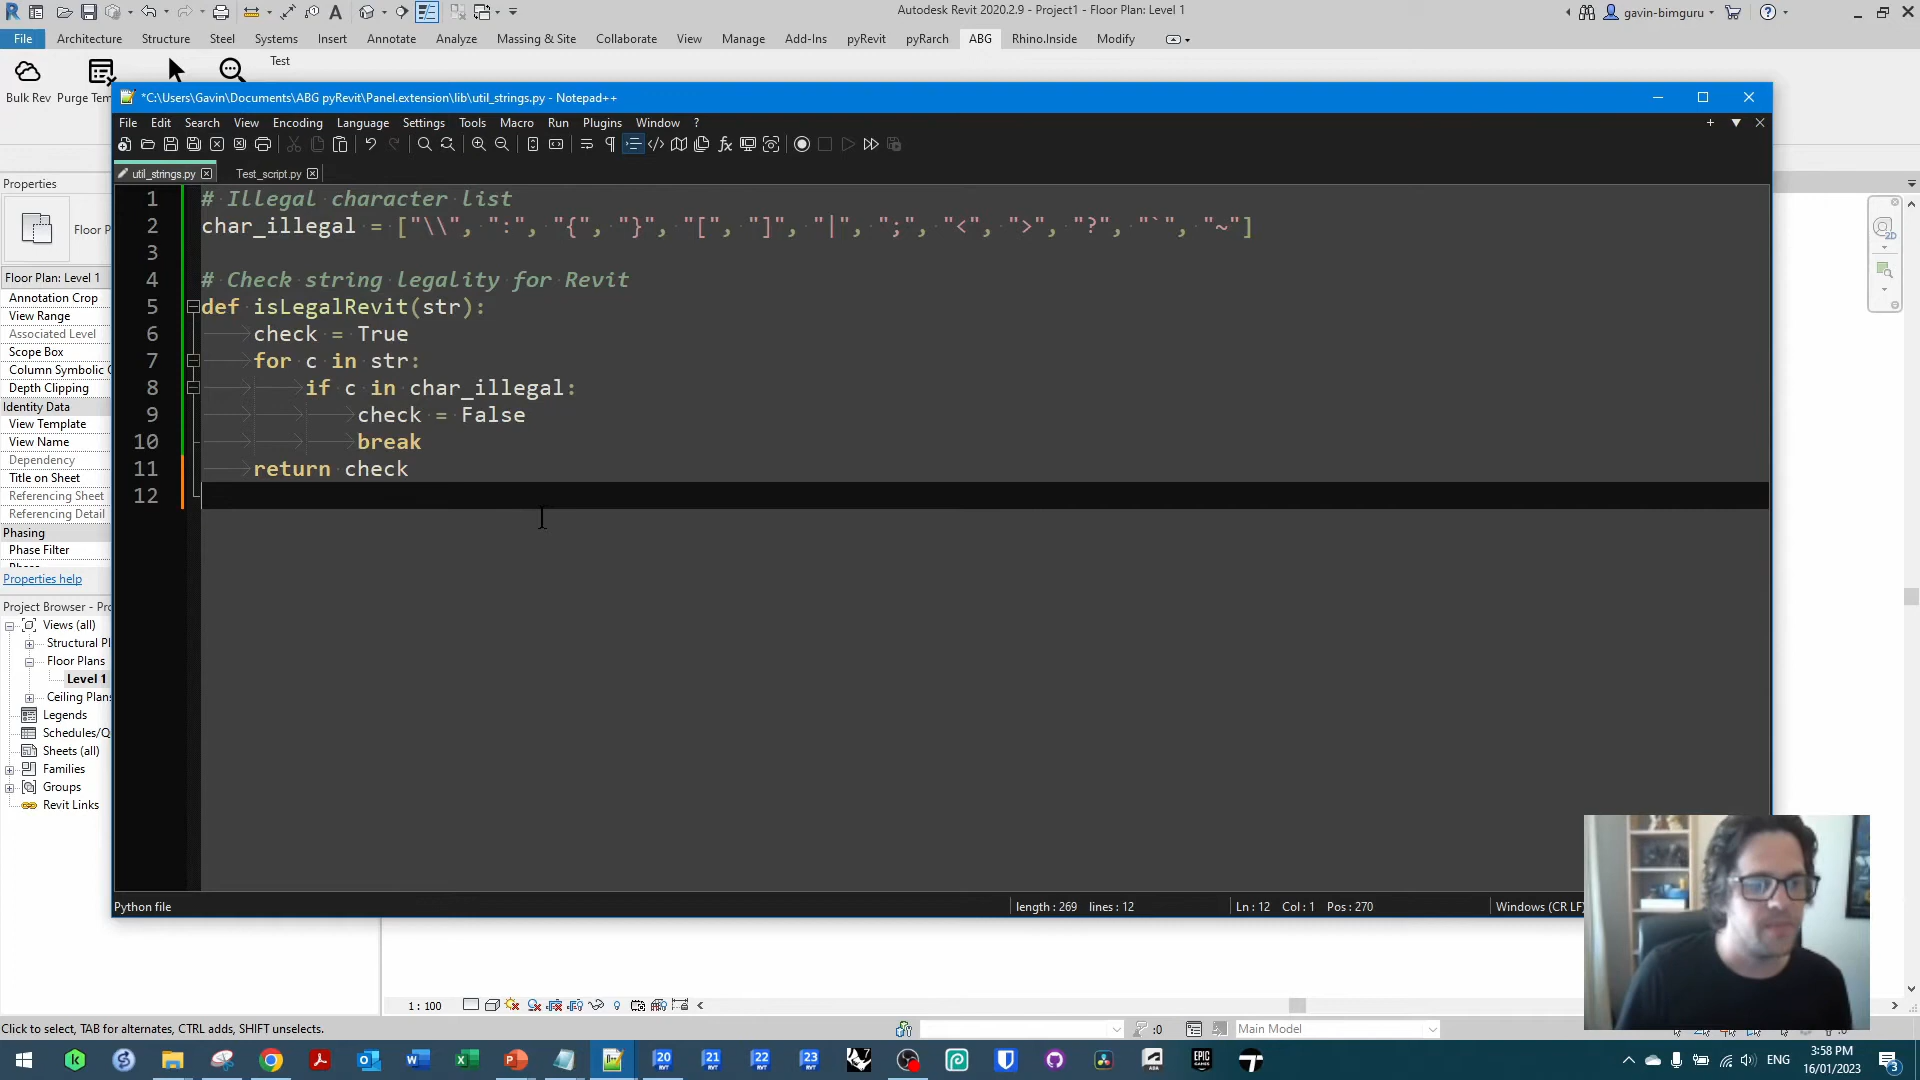 Autodesk Revit 2020.2.9 - Project1 - Floor Plan: Level 1
gavin-bimguru
File Architecture Structure Steel Systems Insert Annotate Analyze Massing & Site Collaborate View Manage Add-Ins pyRevit pyRarch ABG Rhino.Inside Modify
Test
Bulk Rev Purge Tem
*C:\Users\Gavin\Documents\ABG pyRevit\Panel.extension\lib\util_strings.py - Notepad++
File Edit Search View Encoding Language Settings Tools Macro Run Plugins Window ?
util_strings.py Test_script.py
1 # Illegal character list
2 char_illegal = ["\\", ":", "{", "}", "[", "]", "|", ";", "<", ">", "?", "`", "~"]
3
4 # Check string legality for Revit
5 def isLegalRevit(str):
6 check = True
7 for c in str:
8 if c in char_illegal:
9 check = False
10 break
11 return check
12
Python file length : 269 lines : 12 Ln : 12 Col : 1 Pos : 270 Windows (CR LF)
Properties
Floor P
Floor Plan: Level 1
Annotation Crop
View Range
Associated Level
Scope Box
Column Symbolic
Depth Clipping
Identity Data
View Template
View Name
Dependency
Title on Sheet
Referencing Sheet
Referencing Detail
Phasing
Phase Filter
Properties help
Project Browser - Pr
Views (all)
Structural Pl
Floor Plans
Level 1
Ceiling Plans
Legends
Schedules/Q
Sheets (all)
Families
Groups
Revit Links
2D
1 : 100
Click to select, TAB for alternates, CTRL adds, SHIFT unselects.
:0
Main Model
20 21 22 23
ENG
3:58 PM
16/01/2023
3